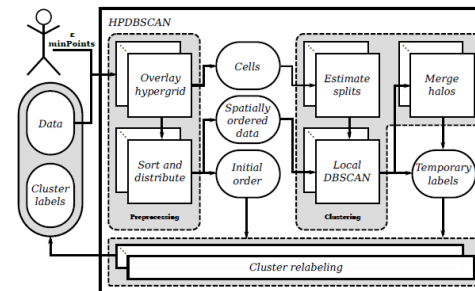 HPDBSCAN
ε
minPoints
Overlay
hypergrid
Cells
Estimate
splits
Merge
halos
Data
Spatially
ordered
data
Sort and
distribute
Initial
order
Local
DBSCAN
Temporary
labels
Cluster
labels
Preprocessing
Clustering
Cluster relabeling